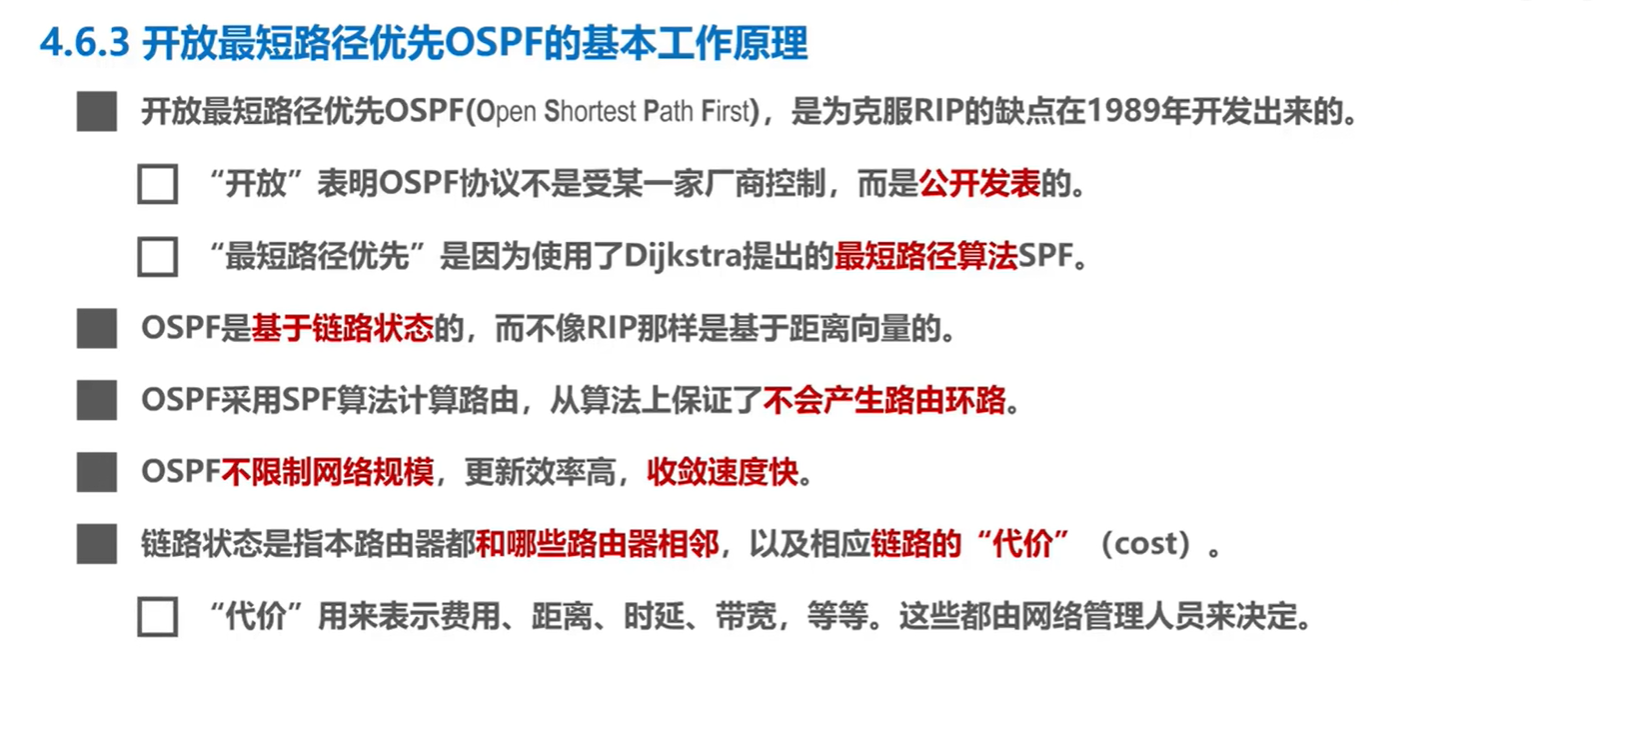 4.6.3 开放最短路径优先OSPF的基本工作原理
开放最短路径优先OSPF(Open Shortest Path First)，是为克服RIP的缺点在1989年开发出来的。
“开放”表明OSPF协议不是受某一家厂商控制，而是公开发表的。
“最短路径优先”是因为使用了Dijkstra提出的最短路径算法SPF。
OSPF是基于链路状态的，而不像RIP那样是基于距离向量的。
OSPF采用SPF算法计算路由，从算法上保证了不会产生路由环路。
OSPF不限制网络规模，更新效率高，收敛速度快。
链路状态是指本路由器都和哪些路由器相邻，以及相应链路的“代价”（cost）。
“代价”用来表示费用、距离、时延、带宽，等等。这些都由网络管理人员来决定。